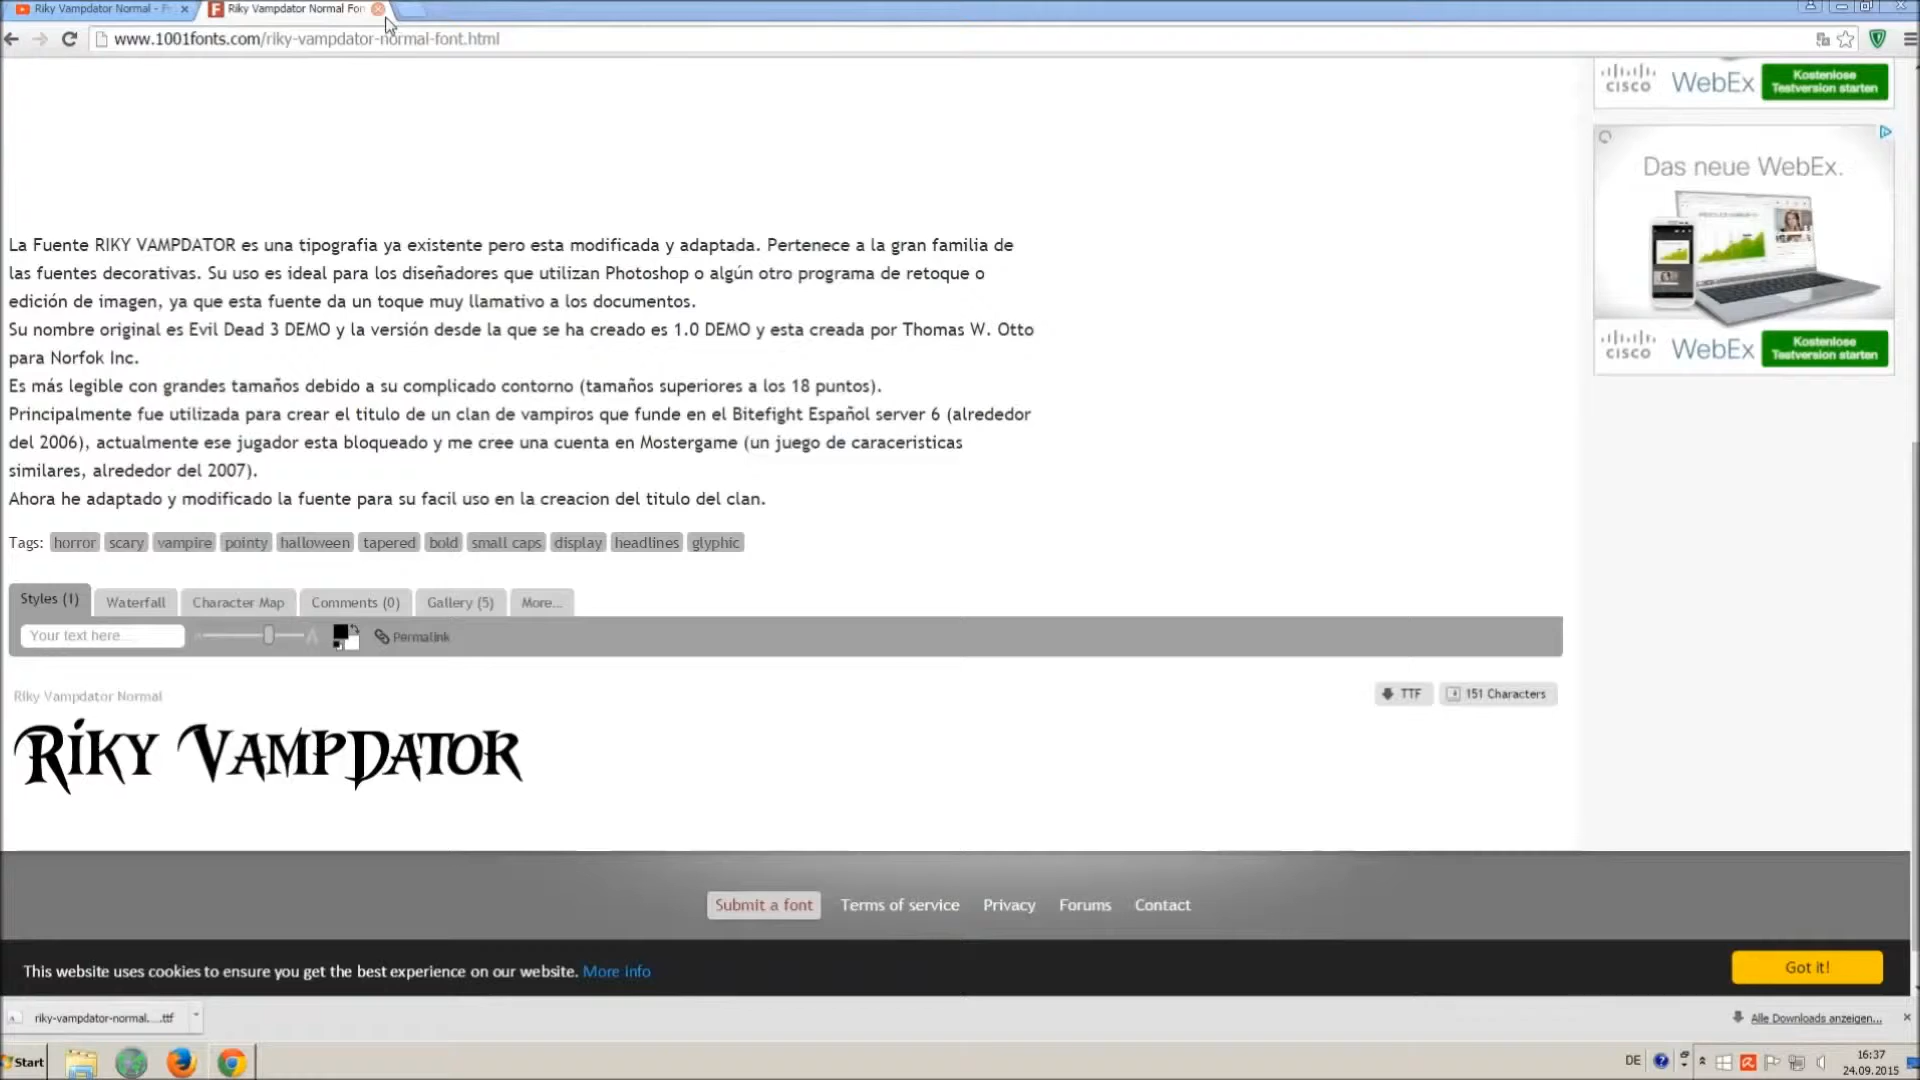 Riky Vampdator Normal -
Riky Vampdator Normal Fon
www.1001fonts.com/riky-vampdator-normal-font.html
CISCO WebEx Kostenlose
Testversion starten
Das neue WebEx.
CISCO WebEx Kostenlose
Testversion starten
La Fuente RIKY VAMPDATOR es una tipografia ya existente pero esta modificada y adaptada. Pertenece a la gran familia de
las fuentes decorativas. Su uso es ideal para los diseñadores que utilizan Photoshop o algún otro programa de retoque o
edición de imagen, ya que esta fuente da un toque muy llamativo a los documentos.
Su nombre original es Evil Dead 3 DEMO y la versión desde la que se ha creado es 1.0 DEMO y esta creada por Thomas W. Otto
para Norfok Inc.
Es más legible con grandes tamaños debido a su complicado contorno (tamaños superiores a los 18 puntos).
Principalmente fue utilizada para crear el titulo de un clan de vampiros que funde en el Bitefight Español server 6 (alrededor
del 2006), actualmente ese jugador esta bloqueado y me cree una cuenta en Mostergame (un juego de caraceristicas
similares, alrededor del 2007).
Ahora he adaptado y modificado la fuente para su facil uso en la creacion del titulo del clan.
Tags: horror scary vampire pointy halloween tapered bold small caps display headlines glyphic
Styles (1) Waterfall Character Map Comments (0) Gallery (5) More...
Your text here... Permalink
Riky Vampdator Normal TTF 151 Characters
Riky Vampdator
Submit a font Terms of service Privacy Forums Contact
This website uses cookies to ensure you get the best experience on our website. More info Got it!
riky-vampdator-normal....ttf Alle Downloads anzeigen...
Start DE 16:37
24.09.2015